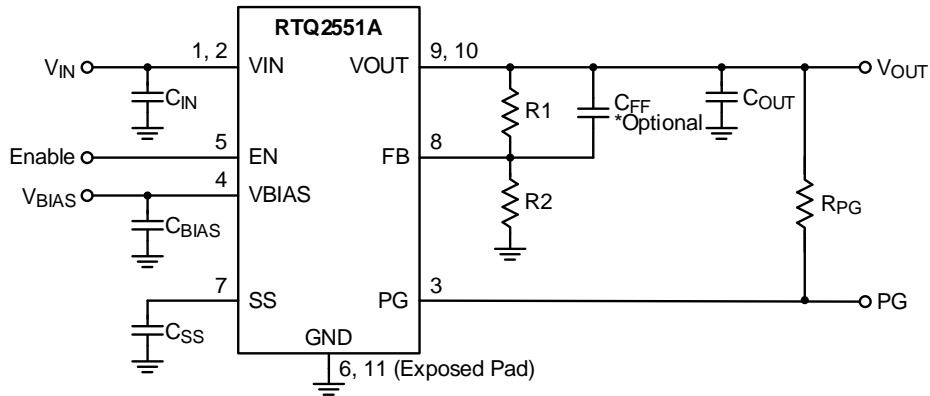 RTQ2551A
1, 2
9, 10
VIN
VIN
VOUT
VOUT
CIN
R1
CFF
*Optional
COUT
Enable
5
EN
FB
8
VBIAS
4
VBIAS
R2
RPG
CBIAS
7
SS
PG
3
PG
CSS
GND
6, 11 (Exposed Pad)